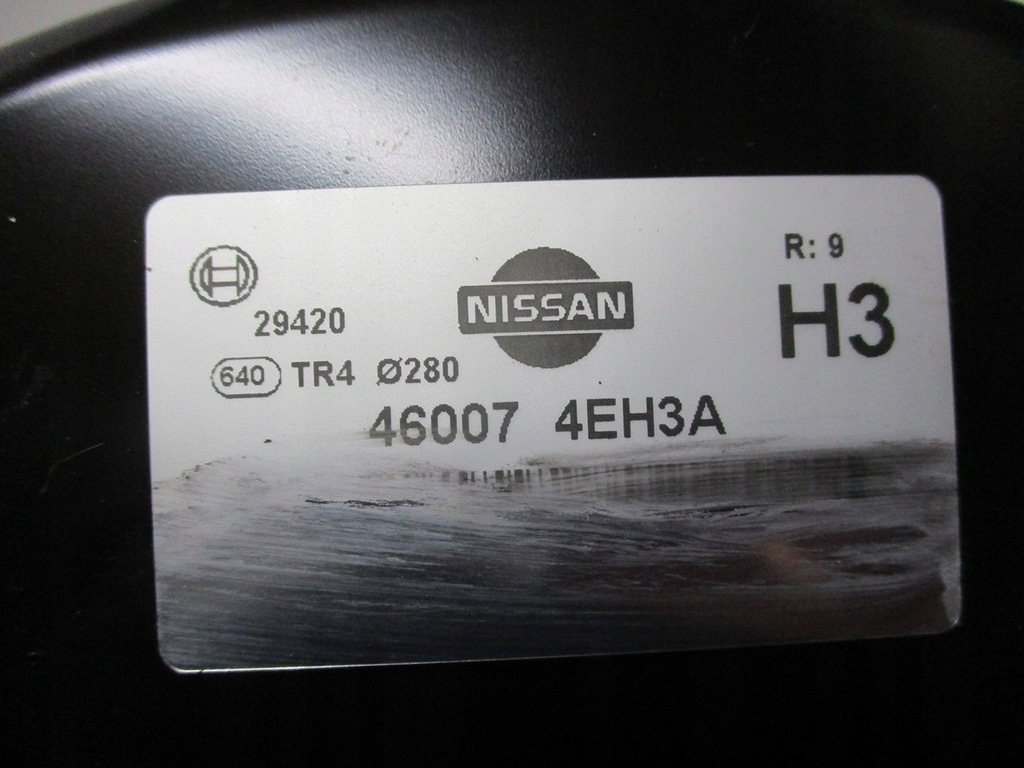 R: 9
H3
NISSAN
29420
640 TR4 Ø280
46007 4EH3A